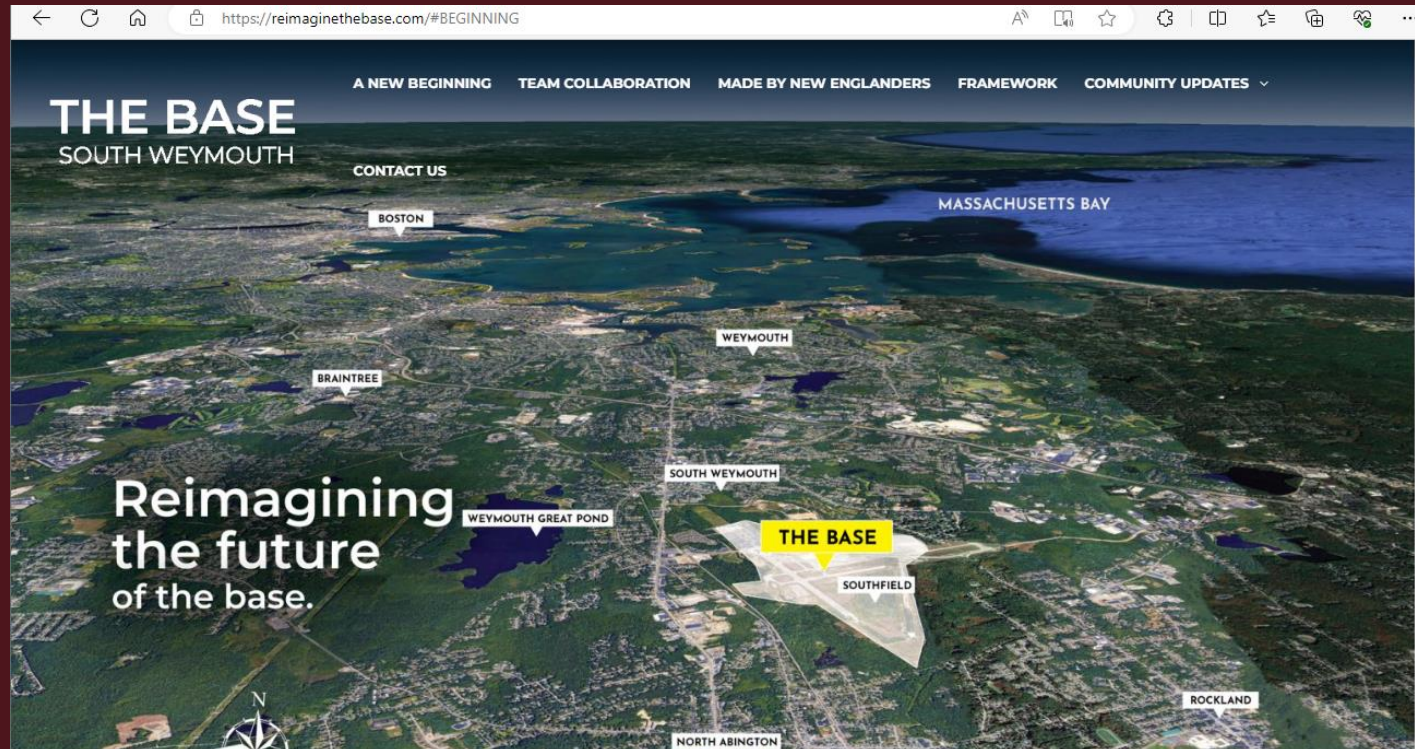 https://reimaginethebase.com/#BEGINNING
A NEW BEGINNING TEAM COLLABORATION MADE BY NEW ENGLANDERS FRAMEWORK COMMUNITY UPDATES
THE BASE
SOUTH WEYMOUTH
CONTACT US
MASSACHUSETTS BAY
BOSTON
WEYMOUTH
BRAINTREE
SOUTH WEYMOUTH
Reimagining
the future
of the base.
WEYMOUTH GREAT POND
THE BASE
SOUTHFIELD
ROCKLAND
N
NORTH ABINGTON